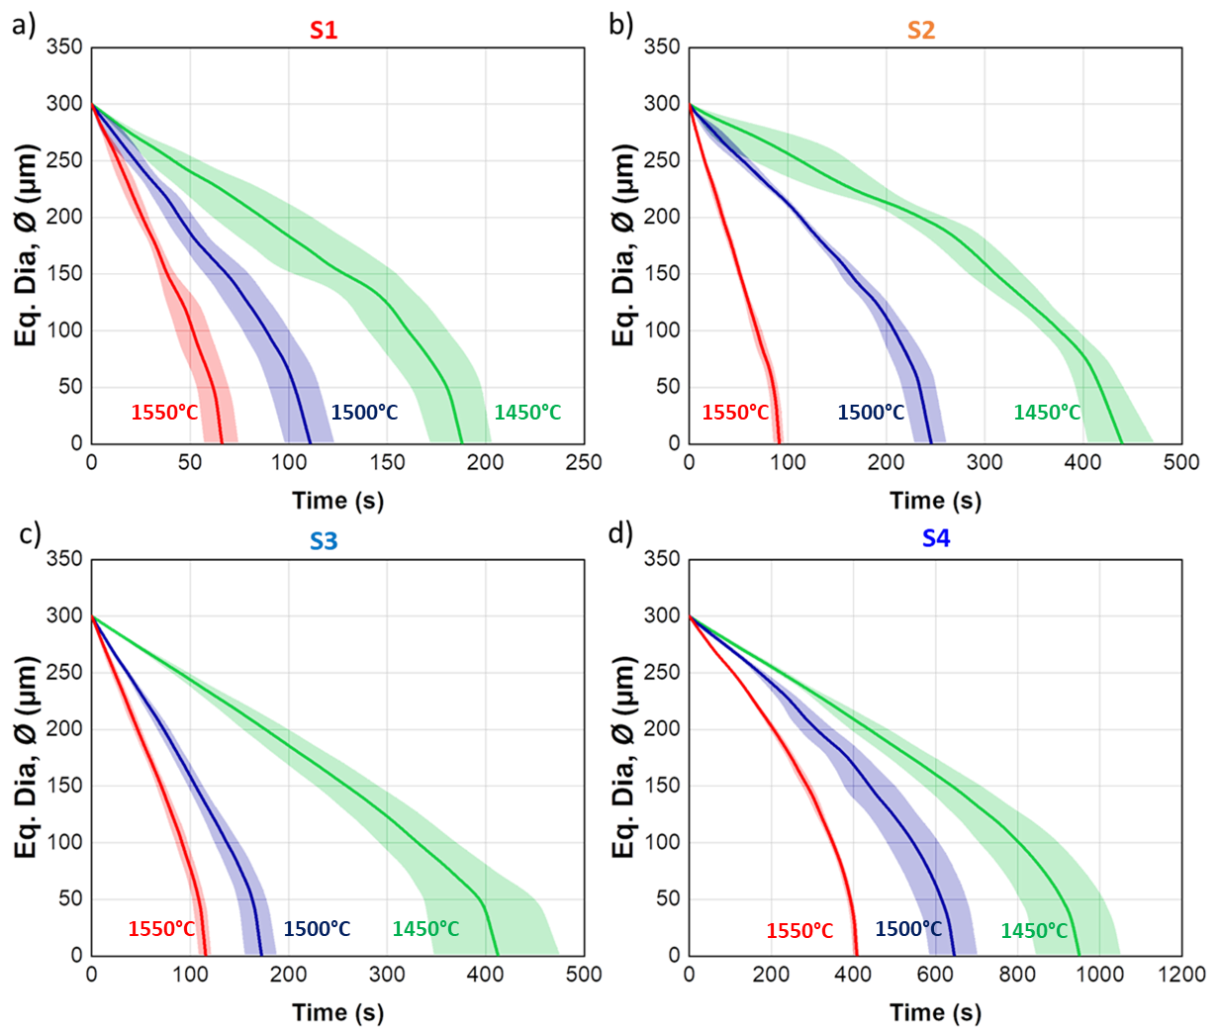 a)
S1
350
300
250
200
150
100
50
0
Eq. Dia, Ø (µm)
1550°C
1500°C
1450°C
0 50 100 150 200 250
Time (s)
b)
S2
350
300
250
200
150
100
50
0
Eq. Dia, Ø (µm)
1550°C
1500°C
1450°C
0 100 200 300 400 500
Time (s)
c)
S3
350
300
250
200
150
100
50
0
Eq. Dia, Ø (µm)
1550°C
1500°C
1450°C
0 100 200 300 400 500
Time (s)
d)
S4
350
300
250
200
150
100
50
0
Eq. Dia, Ø (µm)
1550°C
1500°C
1450°C
0 200 400 600 800 1000 1200
Time (s)